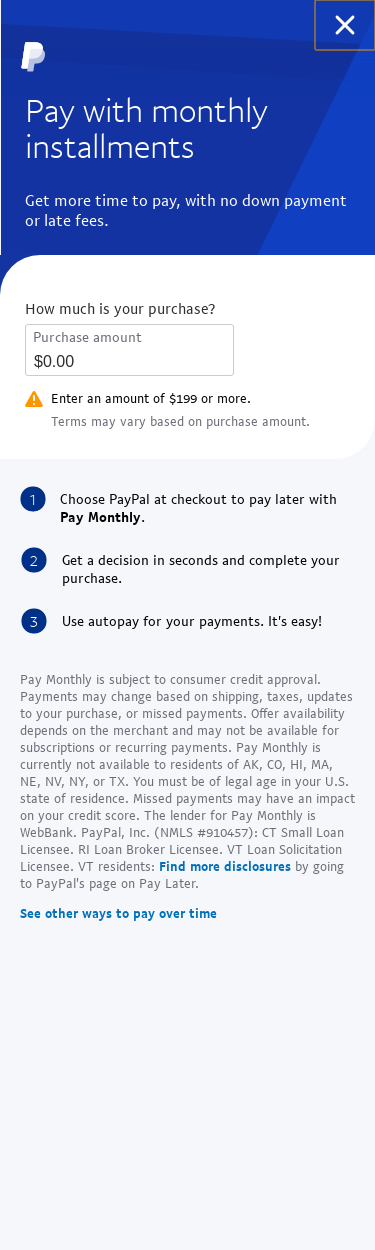 Pay with monthly
installments
Get more time to pay, with no down payment
or late fees.
How much is your purchase?
Purchase amount
$0.00
Enter an amount of $199 or more.
Terms may vary based on purchase amount.
1 Choose PayPal at checkout to pay later with
Pay Monthly.
2 Get a decision in seconds and complete your
purchase.
3 Use autopay for your payments. It's easy!
Pay Monthly is subject to consumer credit approval.
Payments may change based on shipping, taxes, updates
to your purchase, or missed payments. Offer availability
depends on the merchant and may not be available for
subscriptions or recurring payments. Pay Monthly is
currently not available to residents of AK, CO, HI, MA,
NE, NV, NY, or TX. You must be of legal age in your U.S.
state of residence. Missed payments may have an impact
on your credit score. The lender for Pay Monthly is
WebBank. PayPal, Inc. (NMLS #910457): CT Small Loan
Licensee. RI Loan Broker Licensee. VT Loan Solicitation
Licensee. VT residents: Find more disclosures by going
to PayPal's page on Pay Later.
See other ways to pay over time